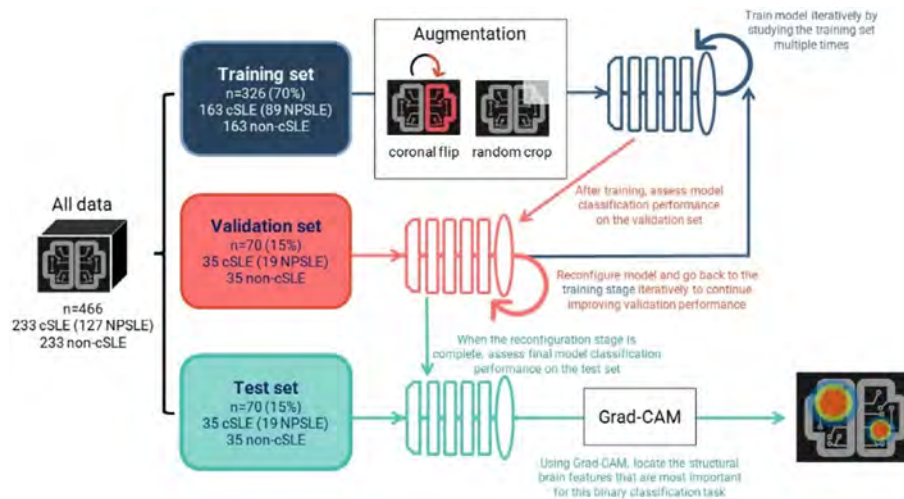 Training set
n=326 (70%)
163 cSLE (89 NPSLE)
163 non-cSLE
Augmentation
coronal flip
random crop
Train model iteratively by
studying the training set
multiple times
After training, assess model
classification performance
on the validation set
All data
n=466
233 cSLE (127 NPSLE)
233 non-cSLE
Validation set
n=70 (15%)
35 cSLE (19 NPSLE)
35 non-cSLE
Reconfigure model and go back to the
training stage iteratively to continue
improving validation performance
When the reconfiguration stage is
complete, assess final model classification
performance on the test set
Test set
n=70 (15%)
35 cSLE (19 NPSLE)
35 non-cSLE
Grad-CAM
Using Grad-CAM, locate the structural
brain features that are most important
for this binary classification task